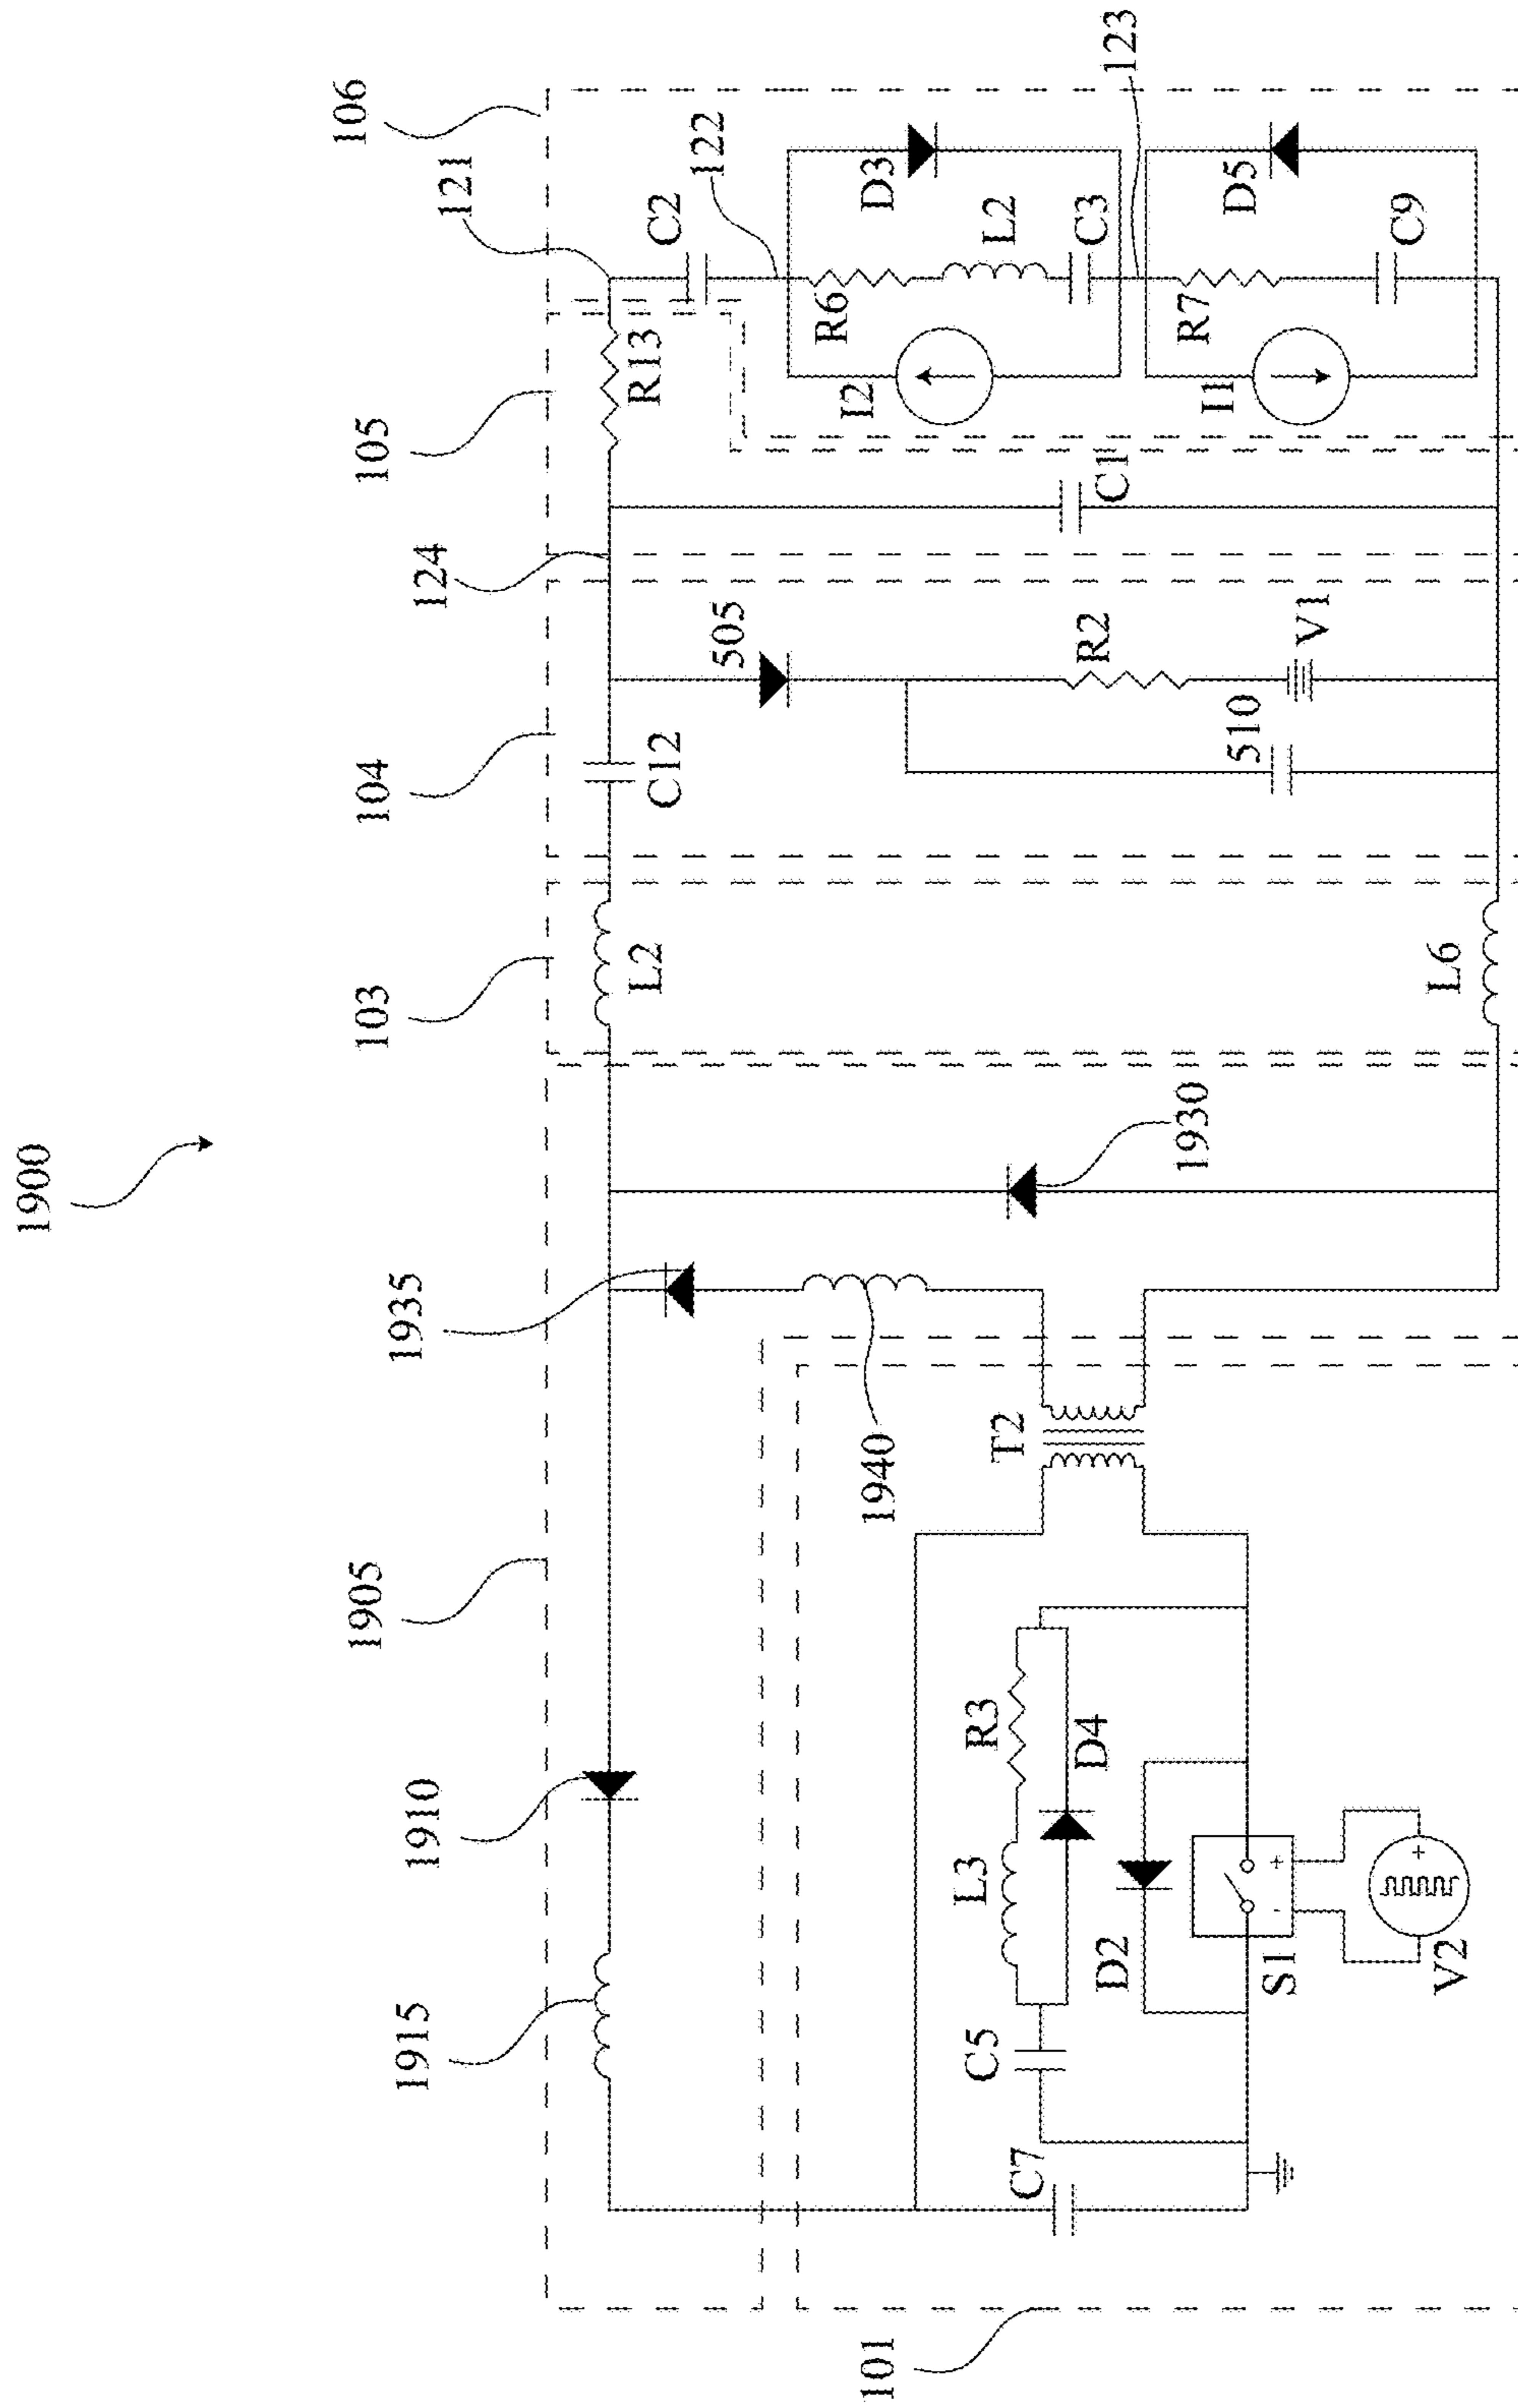 1900
1905
1935
103
104
105
106
1910
1915
124
121
122
123
L2
C12
R13
C2
505
R2
V1
510
C1
R6
L2
C3
D3
I2
R7
C9
D5
I1
L6
1930
1940
T2
R3
L3
D4
C5
D2
C7
S1
+
-
V2
+
101